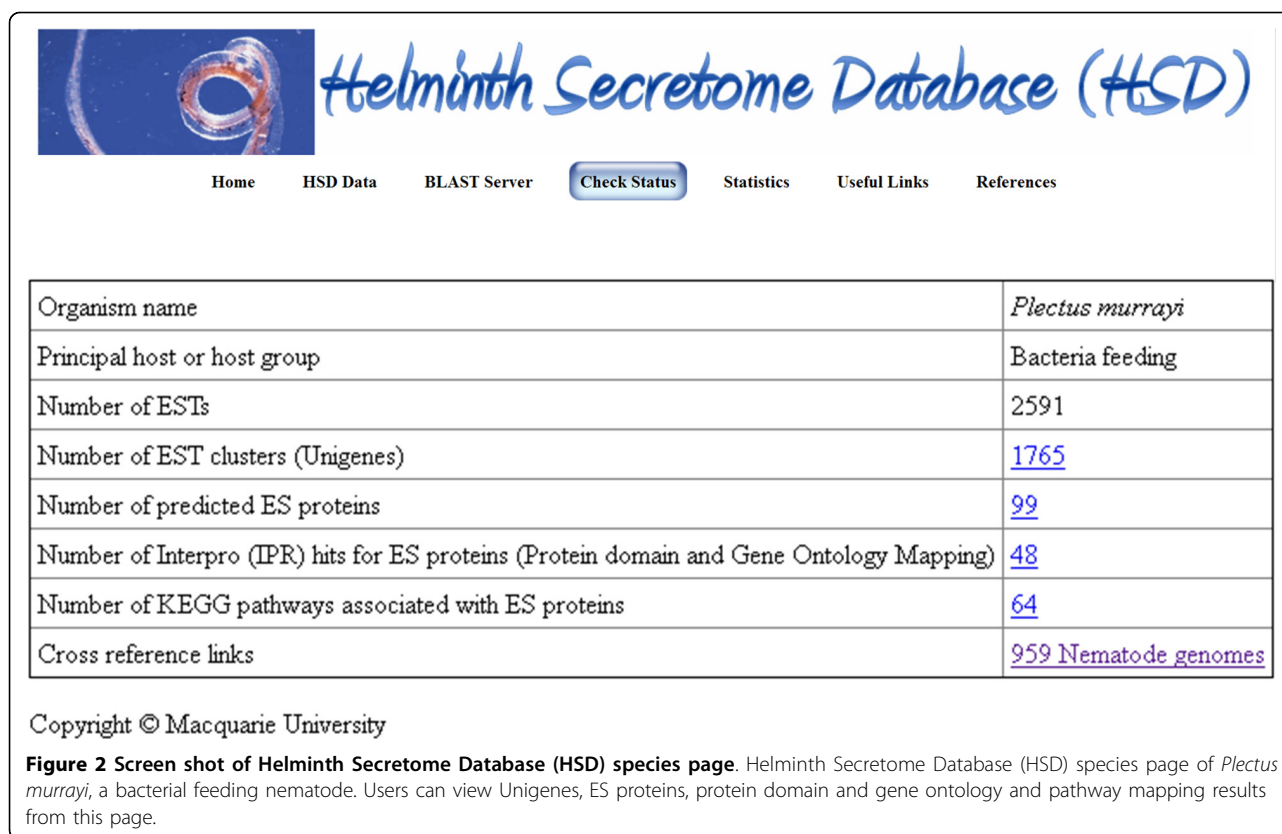 Helminth Secretome Database (HSD)
Home HSD Data BLAST Server Check Status Statistics Useful Links References
Organism name Plectus murrayi
Principal host or host group Bacteria feeding
Number of ESTs 2591
Number of EST clusters (Unigenes) 1765
Number of predicted ES proteins 99
Number of Interpro (IPR) hits for ES proteins (Protein domain and Gene Ontology Mapping) 48
Number of KEGG pathways associated with ES proteins 64
Cross reference links 959 Nematode genomes
Copyright © Macquarie University
Figure 2 Screen shot of Helminth Secretome Database (HSD) species page. Helminth Secretome Database (HSD) species page of Plectus
murrayi, a bacterial feeding nematode. Users can view Unigenes, ES proteins, protein domain and gene ontology and pathway mapping results
from this page.